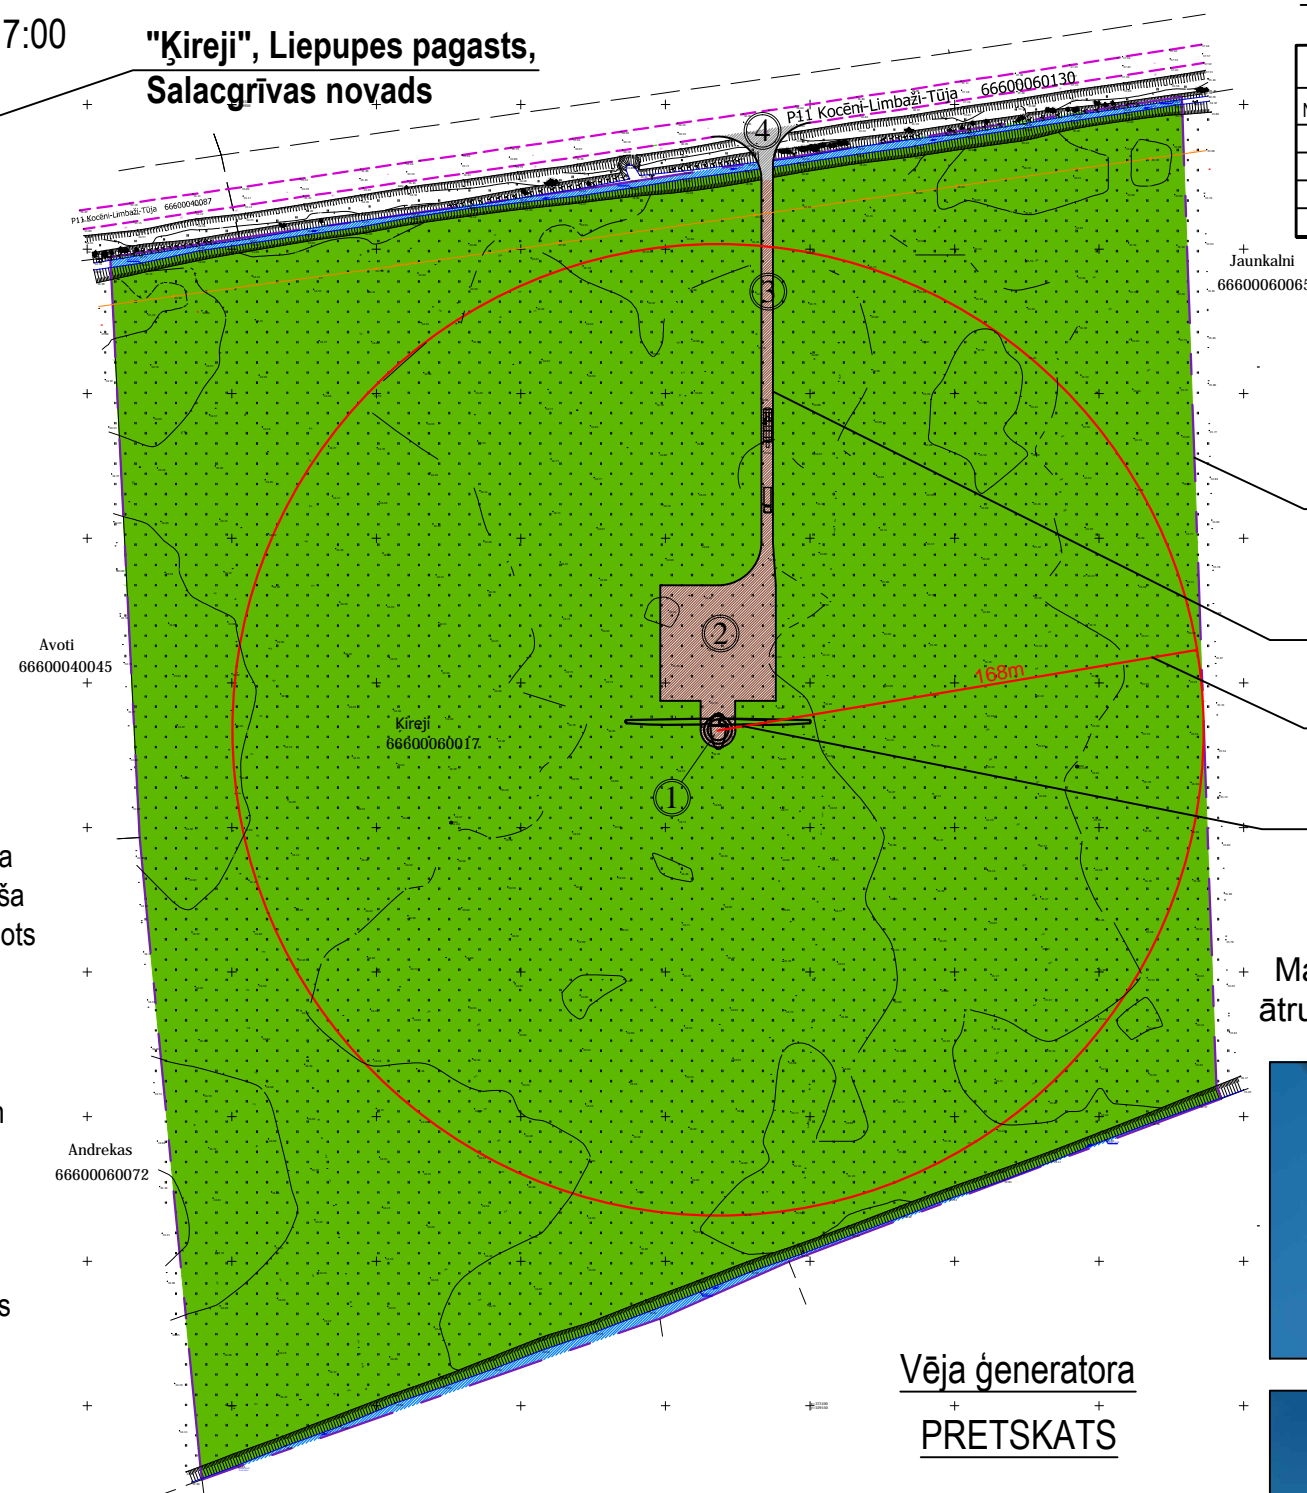 7:00
"Ķireji", Liepupes pagasts,
Salacgrīvas novads
P11 Kocēni-Limbaži-Tūja 66600060130
4
P11 Kocēni-Limbaži-Tūja 66600040087
Jaunkalni
66600060065
3
2
Avoti
66600040045
168m
Ķireji
66600060017
1
a
ša
ots
Ma
ātru
Andrekas
66600060072
s
Vēja ģeneratora
PRETSKATS